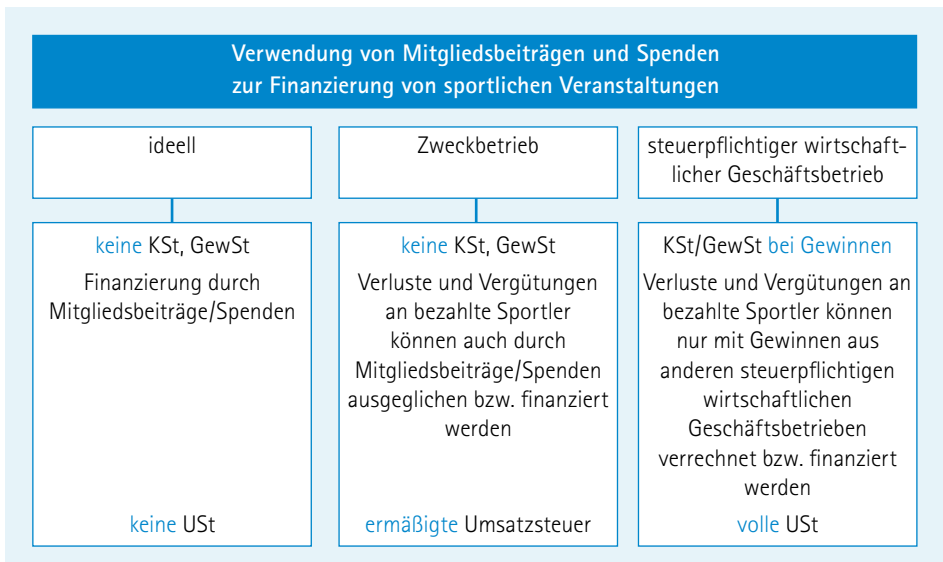 Verwendung von Mitgliedsbeiträgen und Spenden
zur Finanzierung von sportlichen Veranstaltungen
ideell
keine KSt, GewSt
Finanzierung durch
Mitgliedsbeiträge/Spenden
keine USt
Zweckbetrieb
keine KSt, GewSt
Verluste und Vergütungen
an bezahlte Sportler
können auch durch
Mitgliedsbeiträge/Spenden
ausgeglichen bzw. finanziert
werden
ermäßigte Umsatzsteuer
steuerpflichtiger wirtschaft-
licher Geschäftsbetrieb
KSt/GewSt bei Gewinnen
Verluste und Vergütungen an
bezahlte Sportler können
nur mit Gewinnen aus
anderen steuerpflichtigen
wirtschaftlichen
Geschäftsbetrieben
verrechnet bzw. finanziert
werden
volle USt